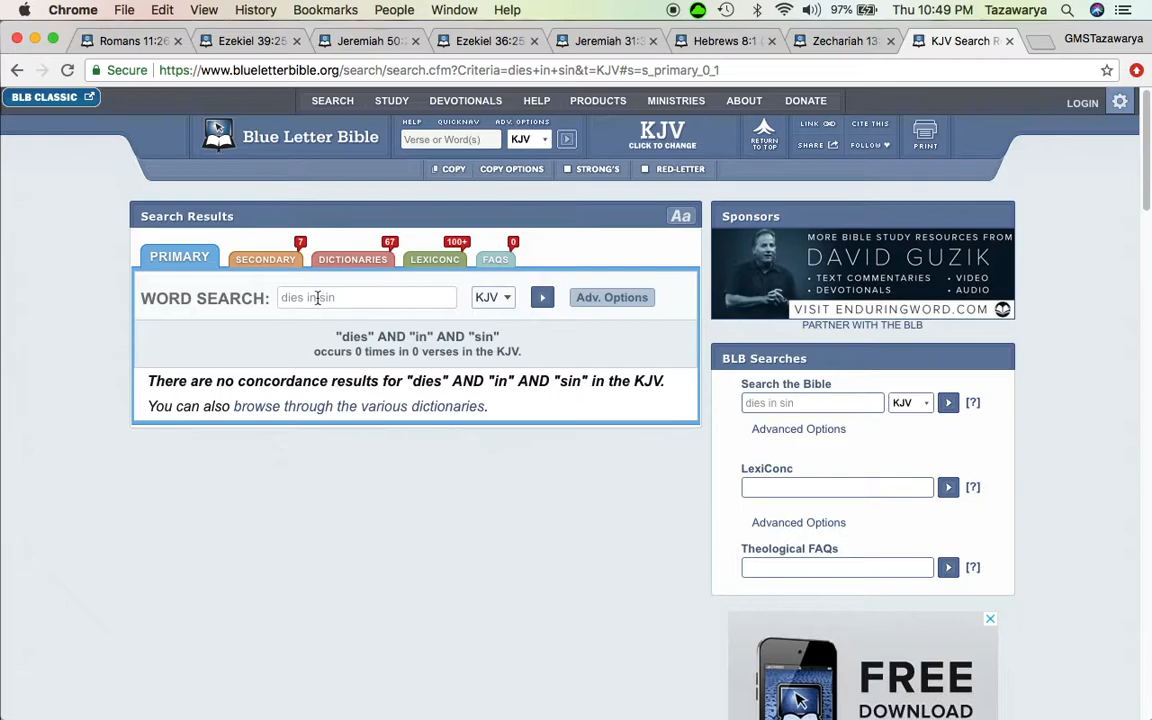 Chrome File Edit View History Bookmarks People Window Help 97% Thu 10:49 PM Tazawarya
Romans 11:26 Ezekiel 39:25 Jeremiah 50: Ezekiel 36:25 Jeremiah 31:3 Hebrews 8:1 ( Zechariah 13 KJV Search Re GMSTazawarya
Secure https://www.blueletterbible.org/search/search.cfm?Criteria=dies+in+sin&t=KJV#s=s_primary_0_1
BLB CLASSIC SEARCH STUDY DEVOTIONALS HELP PRODUCTS MINISTRIES ABOUT DONATE LOGIN
HELP QUICKNAV ADV. OPTIONS
Blue Letter Bible Verse or Word(s) KJV KJV CLICK TO CHANGE RETURN TO TOP LINK CITE THIS SHARE FOLLOW PRINT
COPY COPY OPTIONS STRONG'S RED-LETTER
Search Results Aa
7 67 100+ 0
PRIMARY SECONDARY DICTIONARIES LEXICONC FAQS
WORD SEARCH: dies in sin KJV Adv. Options
"dies" AND "in" AND "sin"
occurs 0 times in 0 verses in the KJV.
There are no concordance results for "dies" AND "in" AND "sin" in the KJV.
You can also browse through the various dictionaries.
Sponsors
MORE BIBLE STUDY RESOURCES FROM
DAVID GUZIK
• TEXT COMMENTARIES • VIDEO
• DEVOTIONALS • AUDIO
VISIT ENDURINGWORD.COM
PARTNER WITH THE BLB
BLB Searches
Search the Bible
dies in sin KJV [?]
Advanced Options
LexiConc
[?]
Advanced Options
Theological FAQs
[?]
FREE
DOWNLOAD